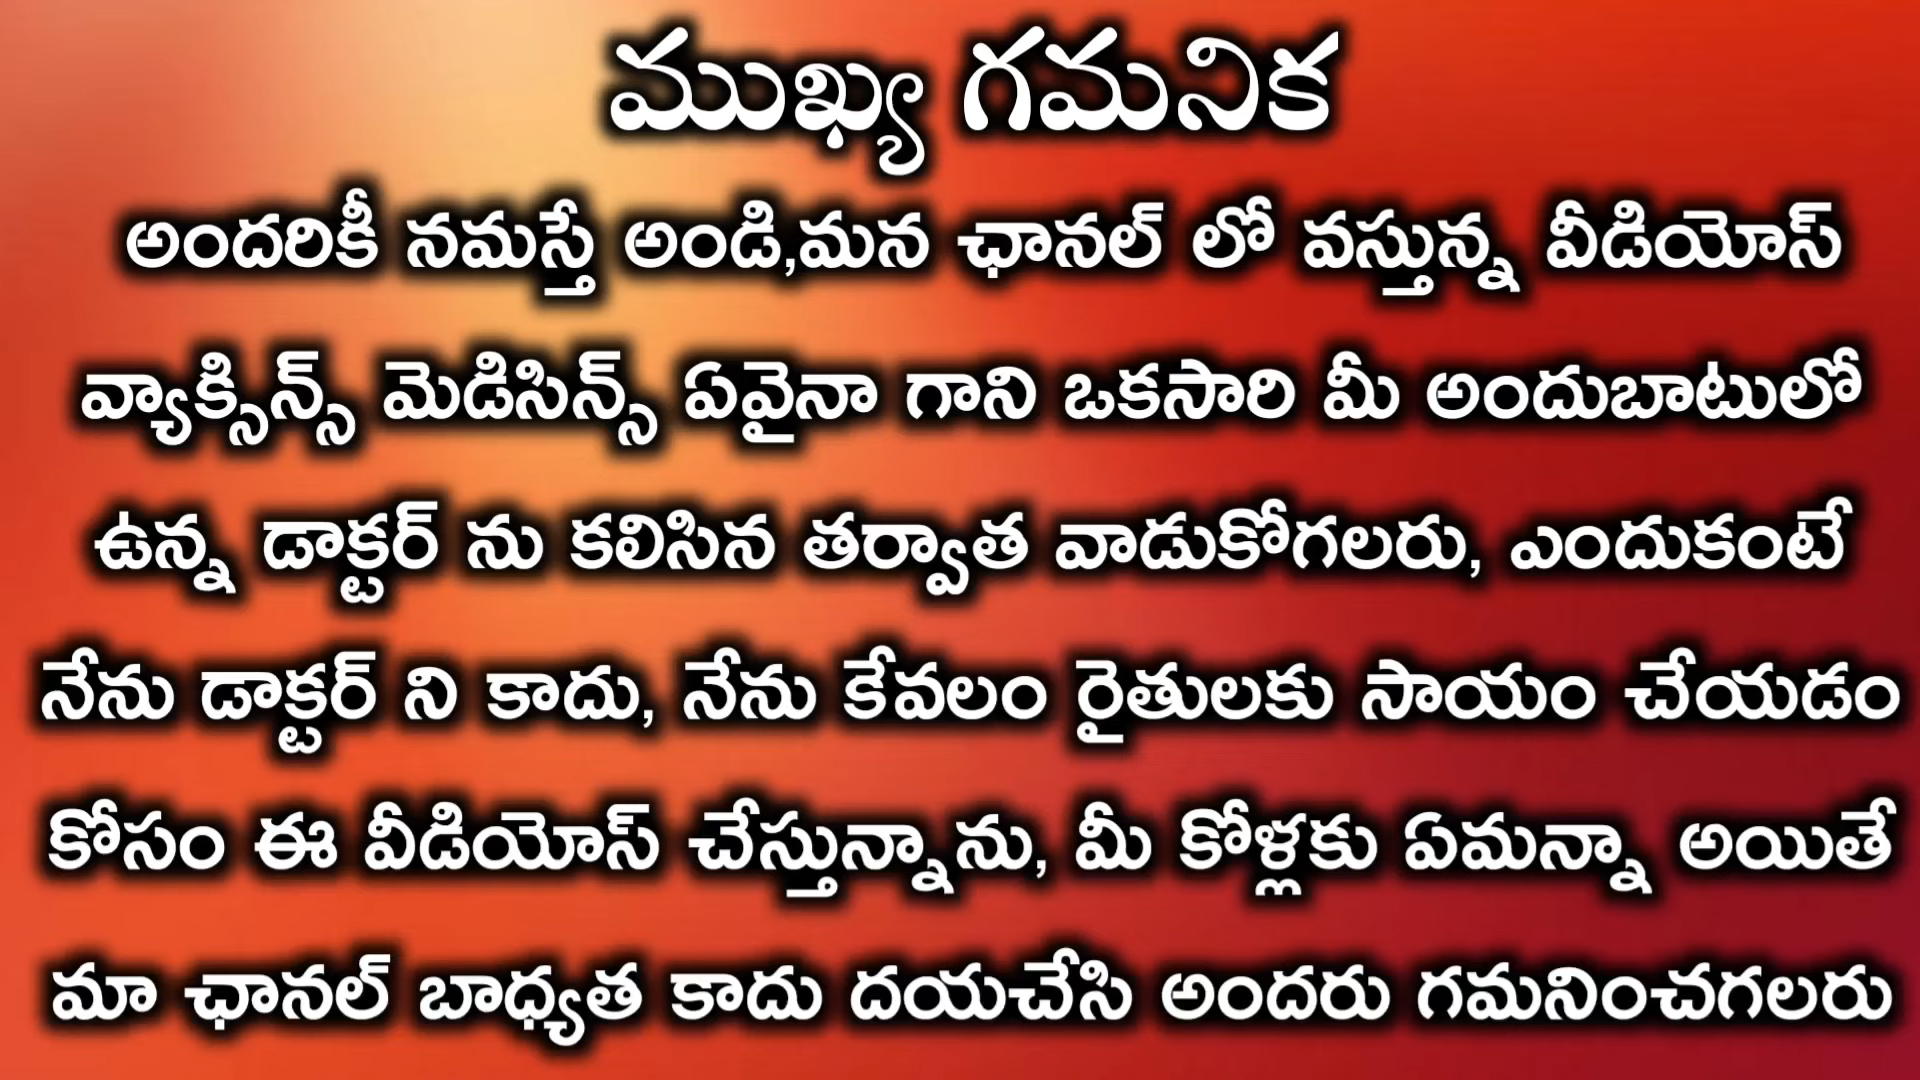 ముఖ్య గమనిక
అందరికీ నమస్తే అండి,మన ఛానల్ లో వస్తున్న వీడియోస్
వ్యాక్సిన్స్ మెడిసిన్స్ ఏవైనా గాని ఒకసారి మీ అందుబాటులో
ఉన్న డాక్టర్ ను కలిసిన తర్వాత వాడుకోగలరు, ఎందుకంటే
నేను డాక్టర్ ని కాదు, నేను కేవలం రైతులకు సాయం చేయడం
కోసం ఈ వీడియోస్ చేస్తున్నాను, మీ కోళ్లకు ఏమన్నా అయితే
మా ఛానల్ బాధ్యత కాదు దయచేసి అందరు గమనించగలరు